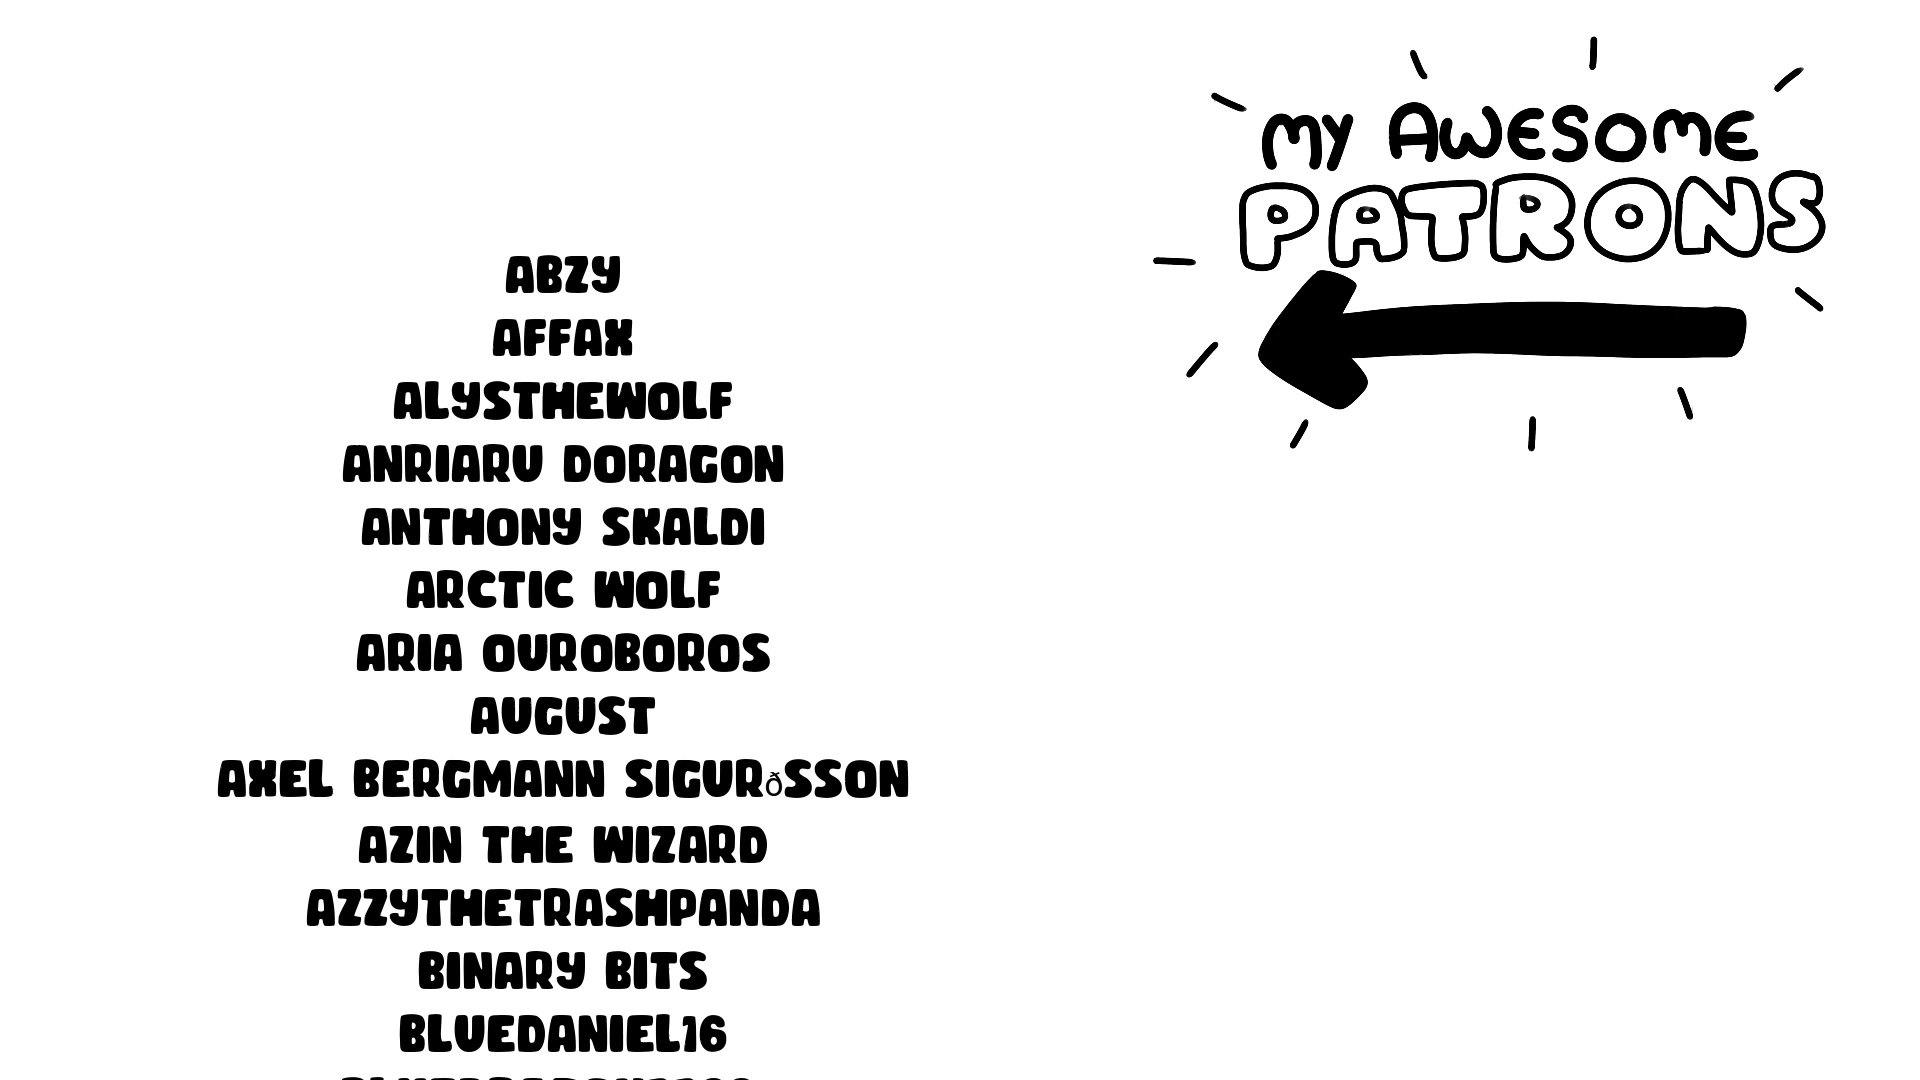 MY AWESOME
PATRONS
ABZY
AFFAX
ALYSTHEWOLF
ANRIARU DORAGON
ANTHONY SKALDI
ARCTIC WOLF
ARIA OUROBOROS
AUGUST
AXEL BERGMANN SIGURðSSON
AZIN THE WIZARD
AZZYTHETRASHPANDA
BINARY BITS
BLUEDANIEL16